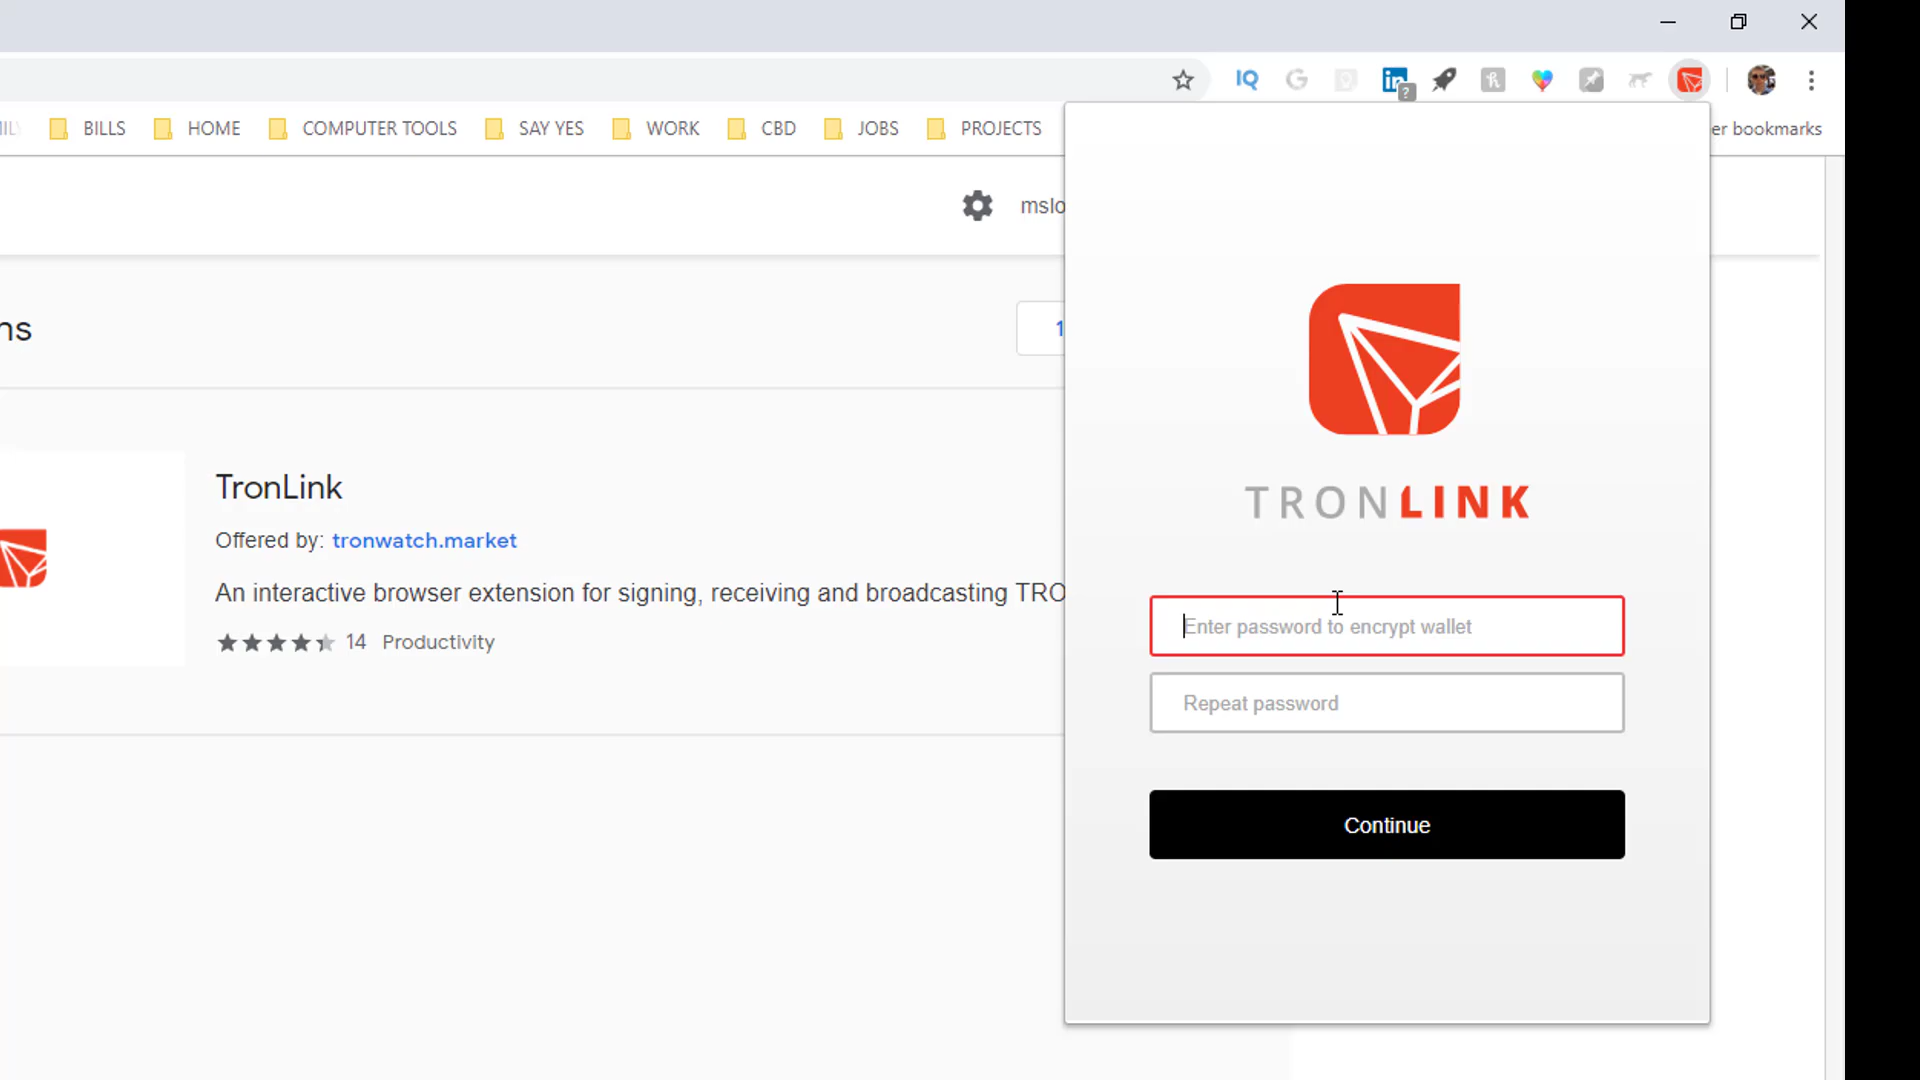 IQ
G
in
?
h
BILLS
HOME
COMPUTER TOOLS
SAY YES
WORK
CBD
JOBS
PROJECTS
er bookmarks
mslo
ns
1
TronLink
Offered by: tronwatch.market
An interactive browser extension for signing, receiving and broadcasting TRO
14 Productivity
TRONLINK
Enter password to encrypt wallet
Repeat password
Continue